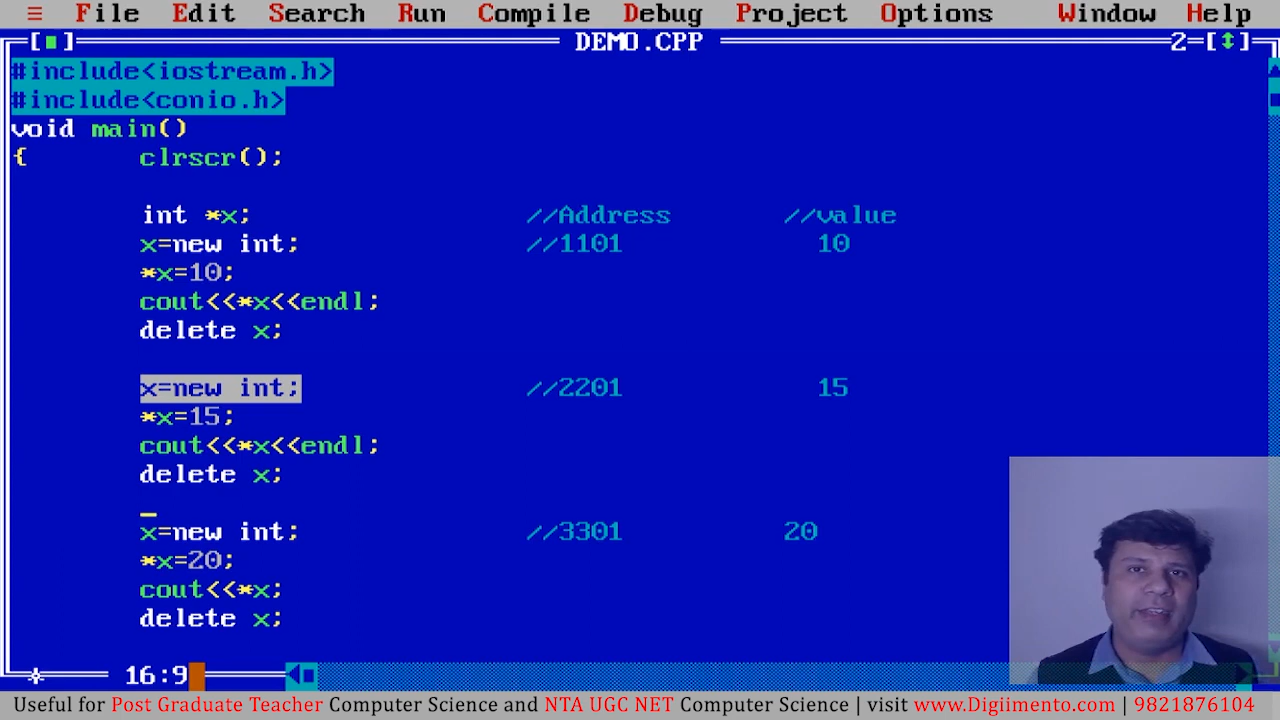 ≡ File Edit Search Run Compile Debug Project Options Window Help
[■] DEMO.CPP 2=[↕]
#include<iostream.h>
#include<conio.h>
void main()
{ clrscr();
int *x; //Address //value
x=new int; //1101 10
*x=10;
cout<<*x<<endl;
delete x;
x=new int; //2201 15
*x=15;
cout<<*x<<endl;
delete x;
x=new int; //3301 20
*x=20;
cout<<*x;
delete x;
16:9
Useful for Post Graduate Teacher Computer Science and NTA UGC NET Computer Science | visit www.Digiimento.com | 9821876104